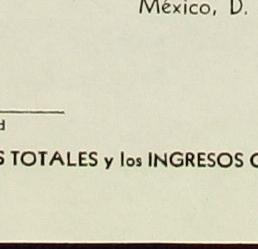 México, D.
d
S TOTALES y los INGRESOS